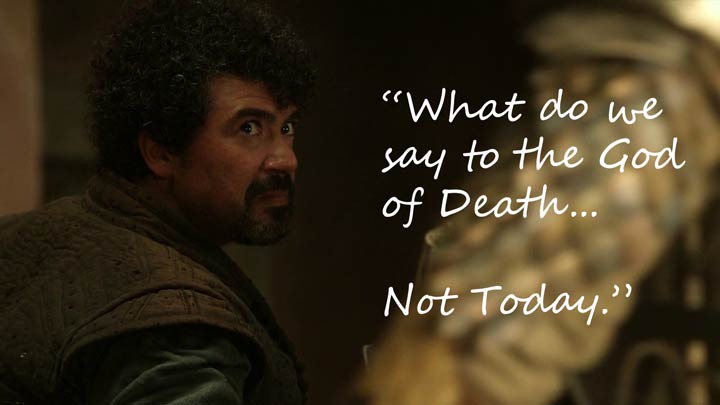 “What do we
say to the God
of Death...
Not Today.”